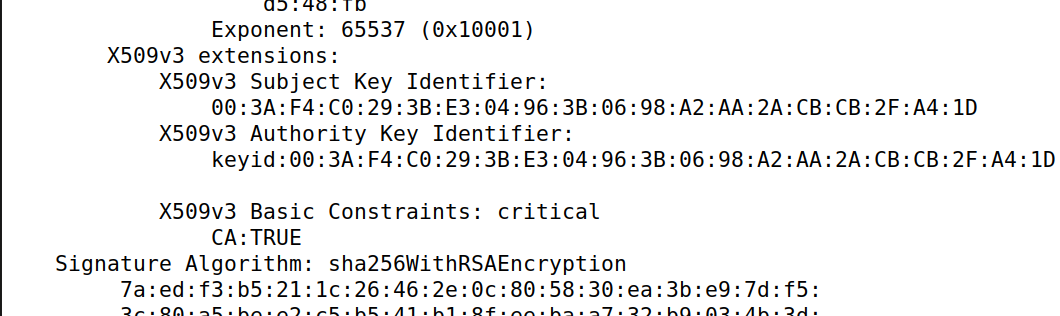 d5:48:fb
Exponent: 65537 (0x10001)
X509v3 extensions:
X509v3 Subject Key Identifier:
00:3A:F4:C0:29:3B:E3:04:96:3B:06:98:A2:AA:2A:CB:CB:2F:A4:1D
X509v3 Authority Key Identifier:
keyid:00:3A:F4:C0:29:3B:E3:04:96:3B:06:98:A2:AA:2A:CB:CB:2F:A4:1D
X509v3 Basic Constraints: critical
CA:TRUE
Signature Algorithm: sha256WithRSAEncryption
7a:ed:f3:b5:21:1c:26:46:2e:0c:80:58:30:ea:3b:e9:7d:f5: